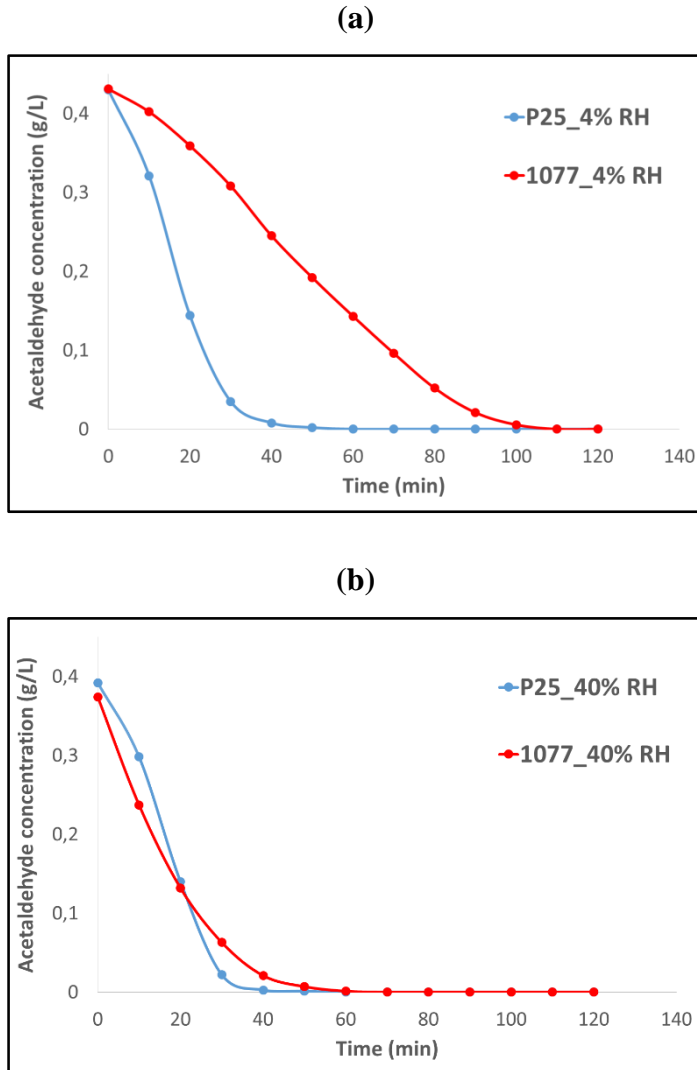 (a)
Acetaldehyde concentration (g/L)
0,4
0,3
0,2
0,1
0
P25_4% RH
1077_4% RH
0 20 40 60 80 100 120 140
Time (min)
(b)
Acetaldehyde concentration (g/L)
0,4
0,3
0,2
0,1
0
P25_40% RH
1077_40% RH
0 20 40 60 80 100 120 140
Time (min)